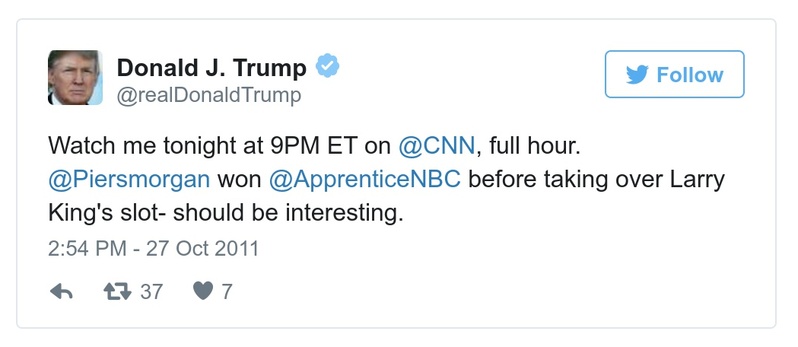 Donald J. Trump
Follow
@realDonaldTrump
Watch me tonight at 9PM ET on @CNN, full hour.
@Piersmorgan won @ApprenticeNBC before taking over Larry
King's slot- should be interesting.
2:54 PM - 27 Oct 2011
37 7